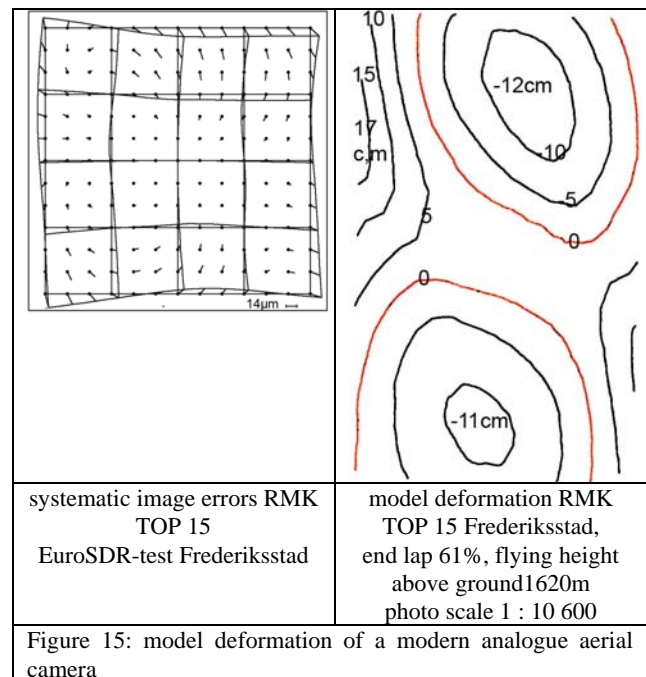 14µm
10
15
17
c,m
-12cm
-10
-5
5
0
0
-11cm
systematic image errors RMK
TOP 15
EuroSDR-test Frederiksstad
model deformation RMK
TOP 15 Frederiksstad,
end lap 61%, flying height
above ground1620m
photo scale 1 : 10 600
Figure 15: model deformation of a modern analogue aerial
camera